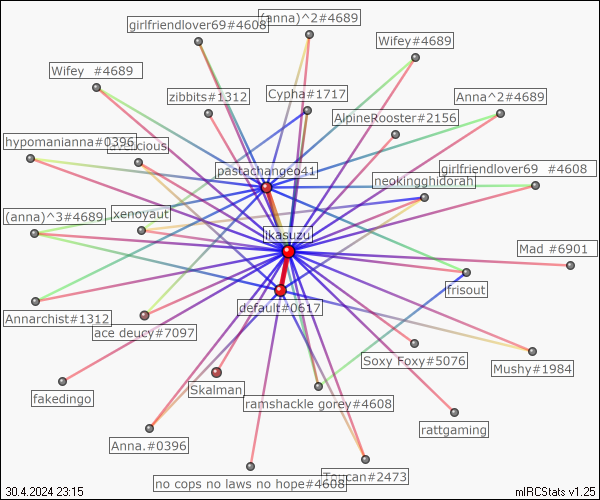 (anna)^2#4689
girlfriendlover69#4608
Wifey#4689
Wifey #4689
zibbits#1312
Cypha#1717
Anna^2#4689
AlpineRooster#2156
hypomanianna#0396
pastachangeo41
girlfriendlover69 #4608
neokingghidorah
(anna)^3#4689
xenoyaut
ikasuzu
Mad #6901
frisout
Annarchist#1312
default#0617
ace deucy#7097
Soxy Foxy#5076
Mushy#1984
Skalman
fakedingo
ramshackle gorey#4608
rattgaming
Anna.#0396
Toucan#2473
no cops no laws no hope#4608
30.4.2024 23:15
mIRCStats v1.25